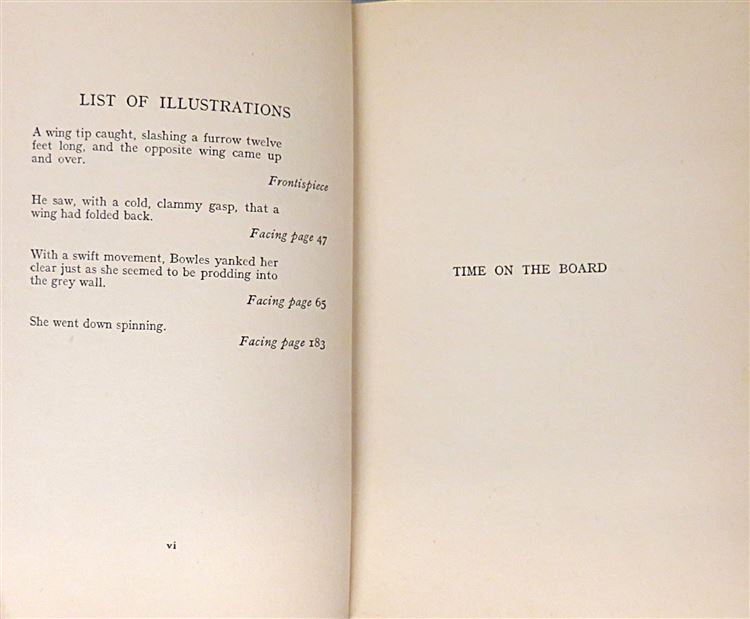 LIST OF ILLUSTRATIONS
A wing tip caught, slashing a furrow twelve
feet long, and the opposite wing came up
and over.
Frontispiece
He saw, with a cold, clammy gasp, that a
wing had folded back.
Facing page 47
With a swift movement, Bowles yanked her
clear just as she seemed to be prodding into
the grey wall.
Facing page 65
She went down spinning.
Facing page 183
vi
TIME ON THE BOARD